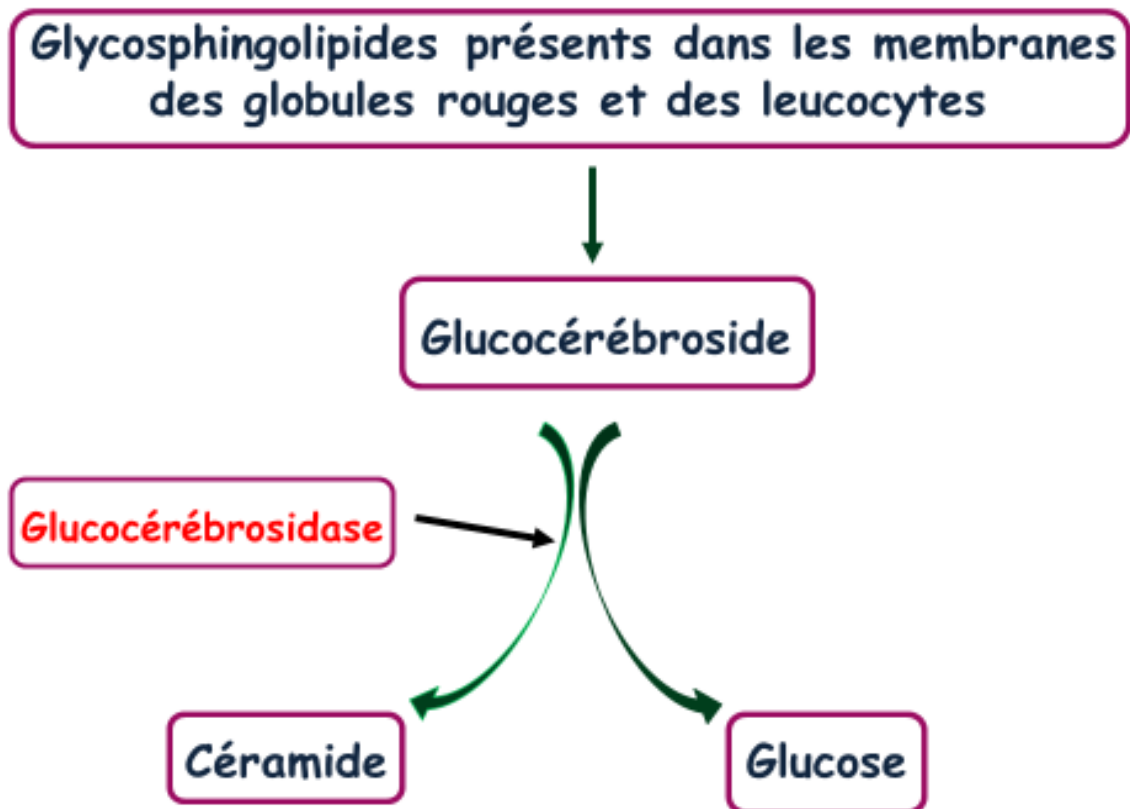 Glycosphingolipides présents dans les membranes
des globules rouges et des leucocytes
Glucocérébroside
Glucocérébrosidase
Céramide
Glucose